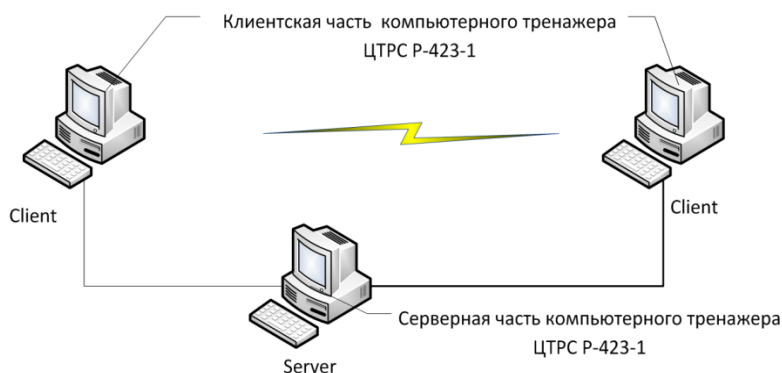 Клиентская часть компьютерного тренажера
ЦТРС Р-423-1
Client
Client
Серверная часть компьютерного тренажера
ЦТРС Р-423-1
Server